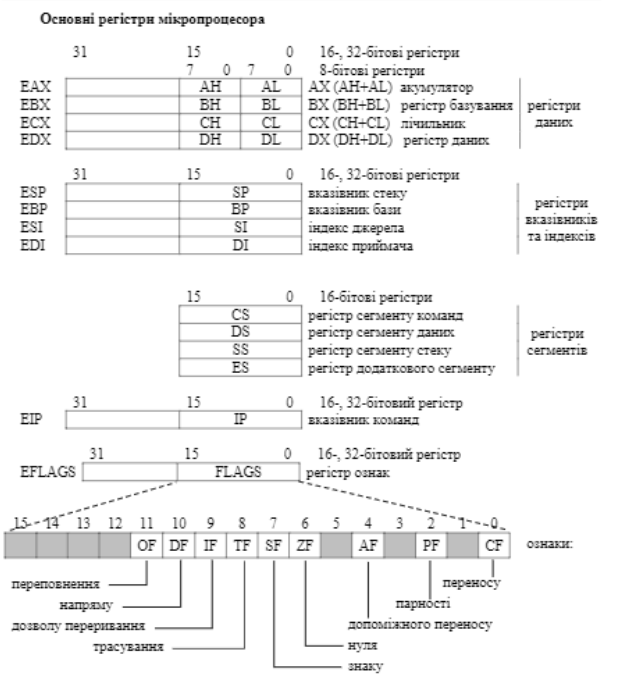 Основні регістри мікропроцесора
31 15 0 16-, 32-бітові регістри
7 0 7 0 8-бітові регістри
EAX AH AL AX (AH+AL) акумулятор
EBX BH BL BX (BH+BL) регістр базування
ECX CH CL CX (CH+CL) лічильник
EDX DH DL DX (DH+DL) регістр даних
регістри
даних
31 15 0 16-, 32-бітові регістри
ESP SP вказівник стеку
EBP BP вказівник бази
ESI SI індекс джерела
EDI DI індекс приймача
регістри
вказівників
та індексів
15 0 16-бітові регістри
CS регістр сегменту команд
DS регістр сегменту даних
SS регістр сегменту стеку
ES регістр додаткового сегменту
регістри
сегментів
31 15 0 16-, 32-бітовий регістр
EIP IP вказівник команд
31 15 0 16-, 32-бітовий регістр
EFLAGS FLAGS регістр ознак
15 14 13 12 11 10 9 8 7 6 5 4 3 2 1 0
OF DF IF TF SF ZF AF PF CF ознаки:
переповнення переносу
напряму парності
дозволу переривання допоміжного переносу
трасування нуля
знаку